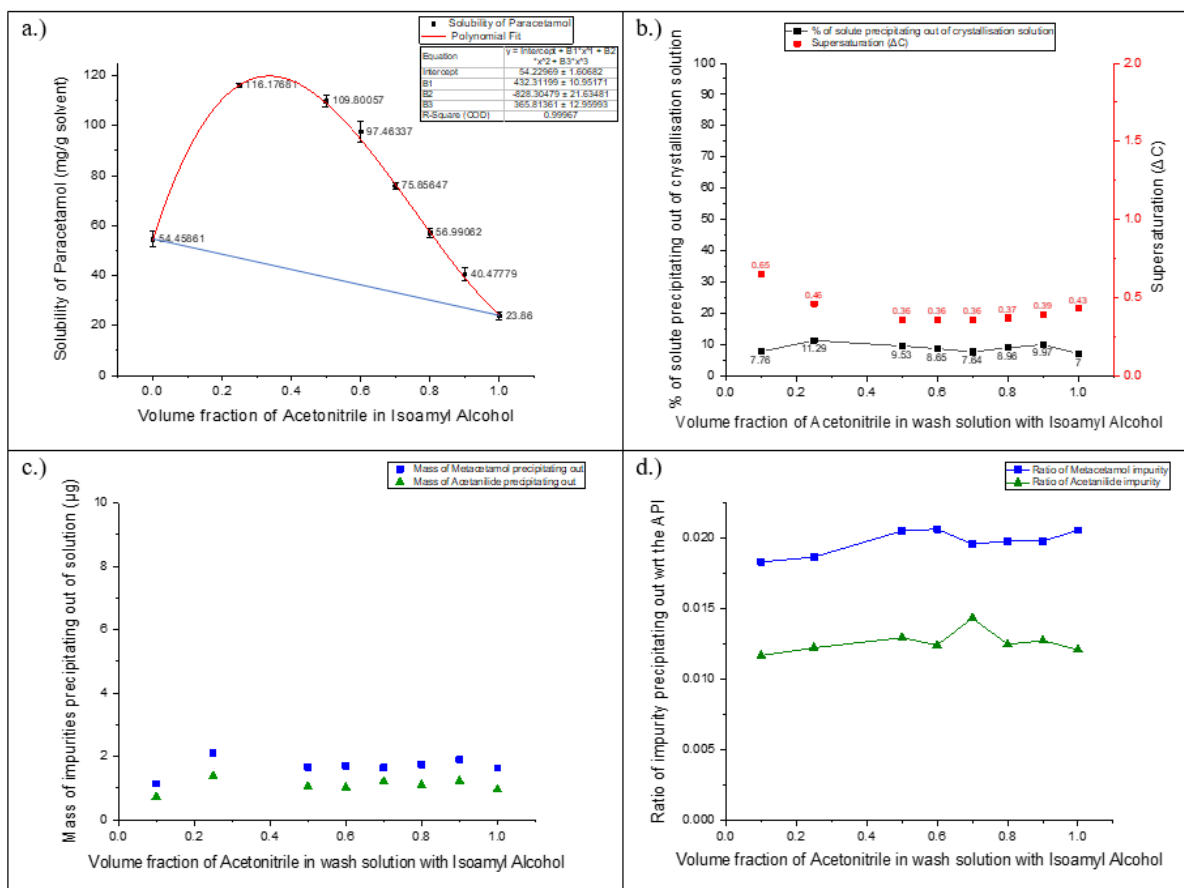 a.)
Solubility of Paracetamol
Polynomial Fit
Equation
y = Intercept + B1*x^1 + B2
*x^2 + B3*x^3
Intercept 54.22969 ± 1.60682
B1 432.31199 ± 10.95171
B2 -828.30479 ± 21.63481
B3 365.81361 ± 12.95993
R-Square (COD) 0.99967
Solubility of Paracetamol (mg/g solvent)
120
100
80
60
40
20
0
116.17681
109.80057
97.46337
75.85647
54.45861
56.99062
40.47779
23.86
0.0 0.2 0.4 0.6 0.8 1.0
Volume fraction of Acetonitrile in Isoamyl Alcohol
b.)
% of solute precipitating out of crystallisation solution
Supersaturation (ΔC)
% of solute precipitating out of crystallisation solution
100
95
90
85
80
75
70
65
60
55
50
45
40
35
30
25
20
15
10
5
0
0.65 0.46 0.36 0.36 0.36 0.37 0.39 0.43
7.76 11.29 9.53 8.65 7.64 8.96 9.97 7
2.0
1.5
1.0
0.5
0.0
Supersaturation (ΔC)
0.0 0.2 0.4 0.6 0.8 1.0
Volume fraction of Acetonitrile in wash solution with Isoamyl Alcohol
c.)
Mass of Metacetamol precipitating out
Mass of Acetanilide precipitating out
Mass of impurities precipitating out of solution (µg)
10
8
6
4
2
0
0.0 0.2 0.4 0.6 0.8 1.0
Volume fraction of Acetonitrile in wash solution with Isoamyl Alcohol
d.)
Ratio of Metacetamol impurity
Ratio of Acetanilide impurity
Ratio of impurity precipitating out wrt the API
0.020
0.015
0.010
0.005
0.000
0.0 0.2 0.4 0.6 0.8 1.0
Volume fraction of Acetonitrile in wash solution with Isoamyl Alcohol